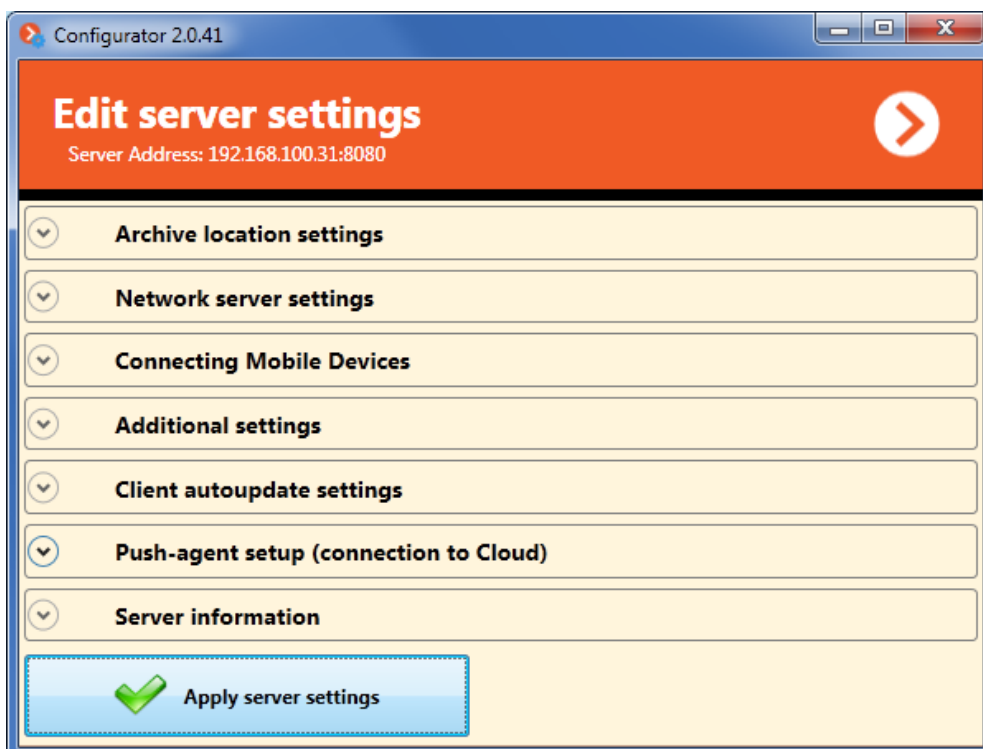 Configurator 2.0.41
Edit server settings
Server Address: 192.168.100.31:8080
Archive location settings
Network server settings
Connecting Mobile Devices
Additional settings
Client autoupdate settings
Push-agent setup (connection to Cloud)
Server information
Apply server settings